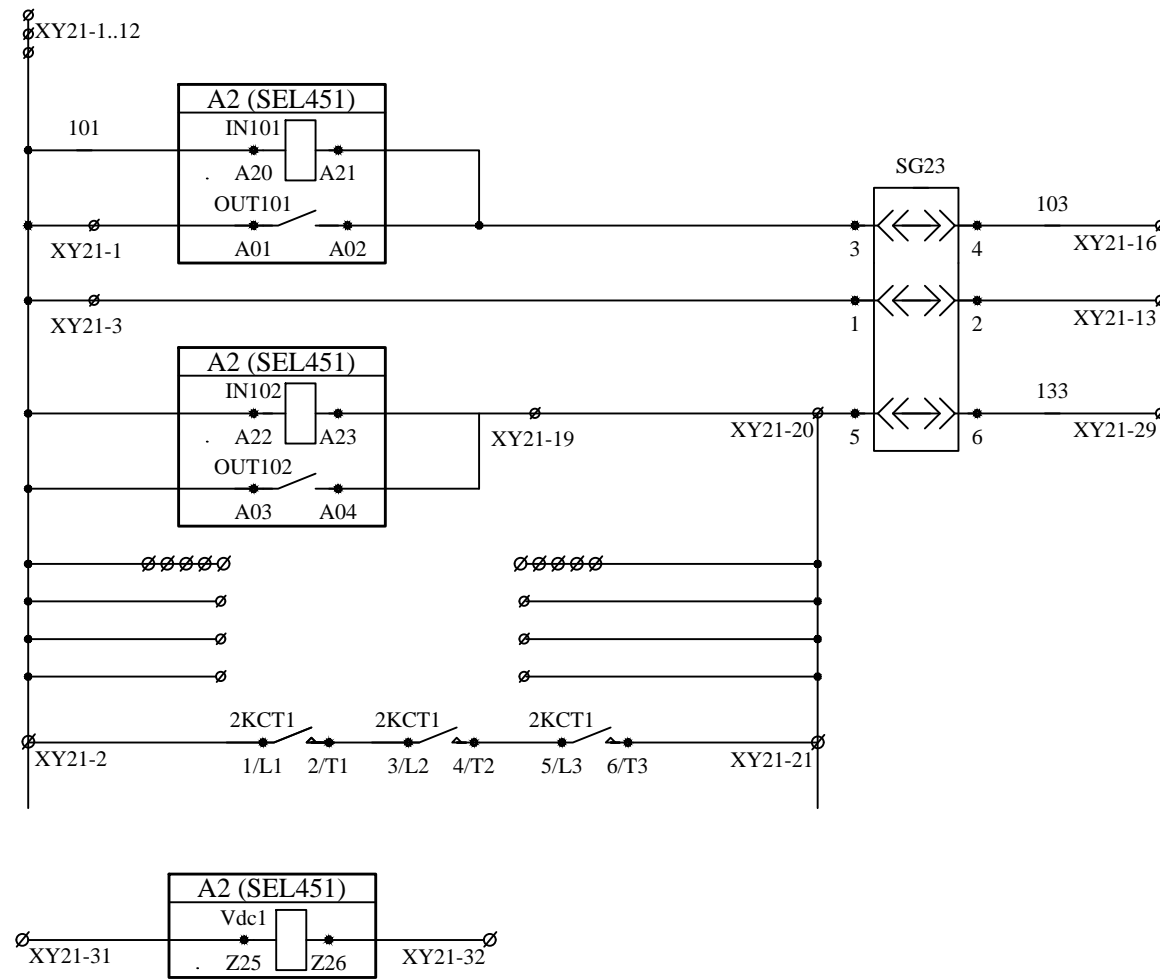 XY21-1..12
A2 (SEL451)
101
IN101
A20
A21
SG23
OUT101
103
XY21-1
A01
A02
3
4
XY21-16
XY21-3
1
2
XY21-13
A2 (SEL451)
IN102
133
A22
A23
XY21-19
XY21-20
5
6
XY21-29
OUT102
A03
A04
2KCT1
2KCT1
2KCT1
XY21-2
1/L1
2/T1
3/L2
4/T2
5/L3
6/T3
XY21-21
A2 (SEL451)
Vdc1
XY21-31
Z25
Z26
XY21-32